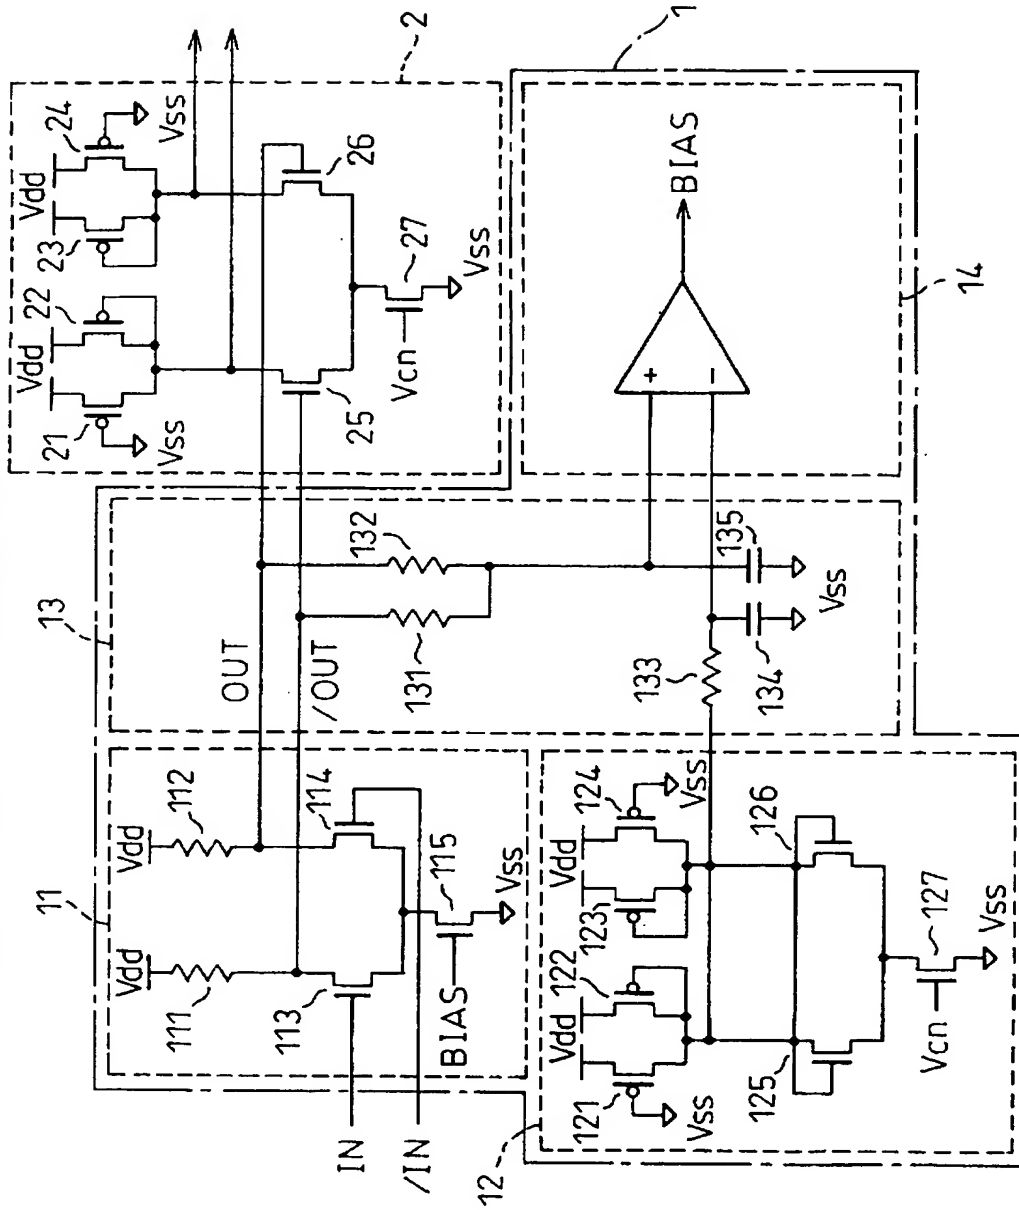 2
1
24
Vdd
23
Vss
22
Vdd
21
Vss
26
25
27
Vcn
Vss
BIAS
+
−
14
13
OUT
/OUT
132
131
135
133
134
Vss
11
Vdd
112
Vdd
111
114
113
115
BIAS
Vss
IN
/IN
12
124
Vdd
123
Vss
122
Vdd
121
Vss
126
125
127
Vcn
Vss